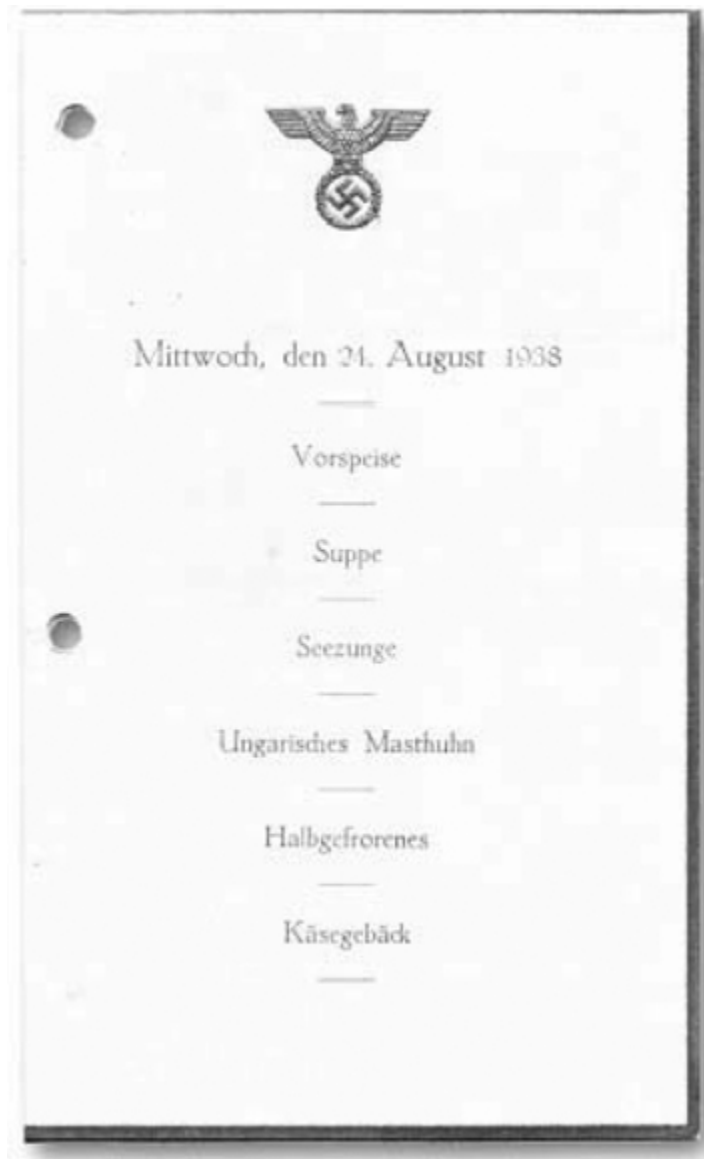 Mittwoch, den 24. August 1938
Vorspeise
Suppe
Seezunge
Ungarisches Masthuhn
Halbgefrorenes
Käsegebäck